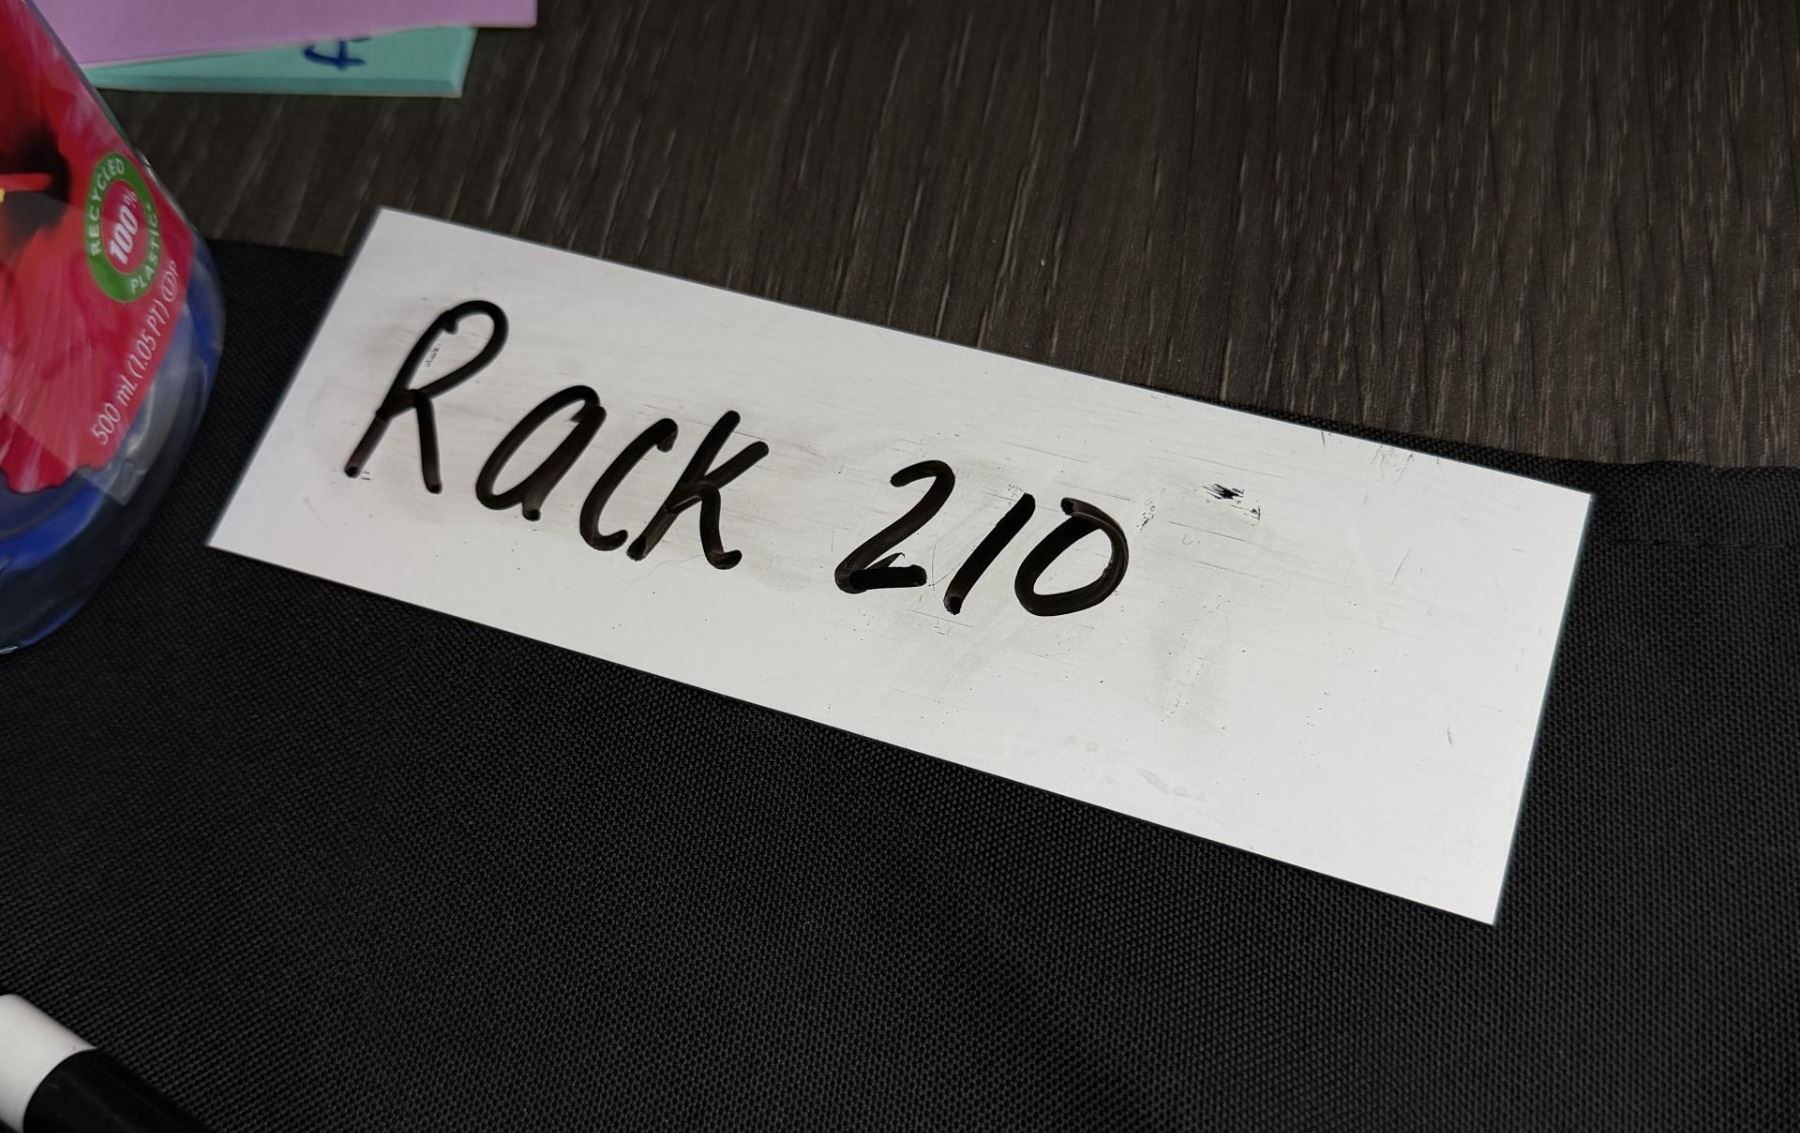 RECYCLED
100%
PLASTIC*
500 mL (1.05 PT)
Rack 210